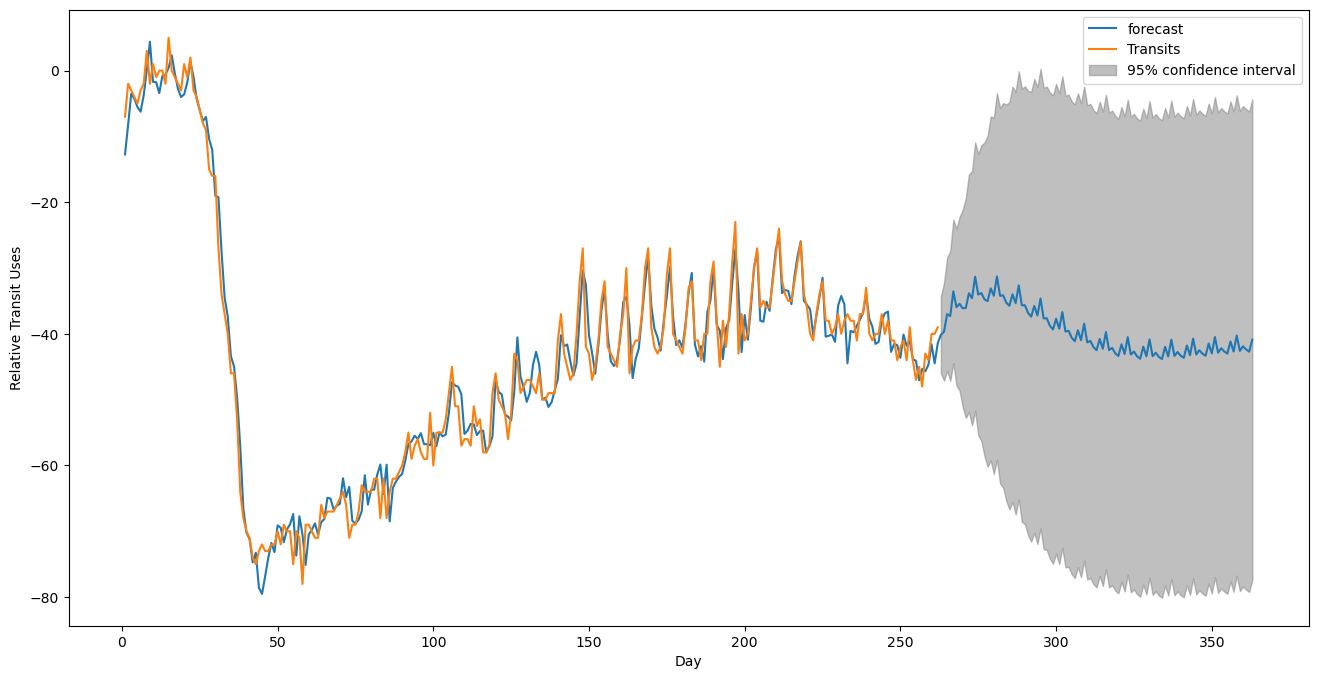 forecast
Transits
95% confidence interval
Relative Transit Uses
0
−20
−40
−60
−80
0 50 100 150 200 250 300 350
Day